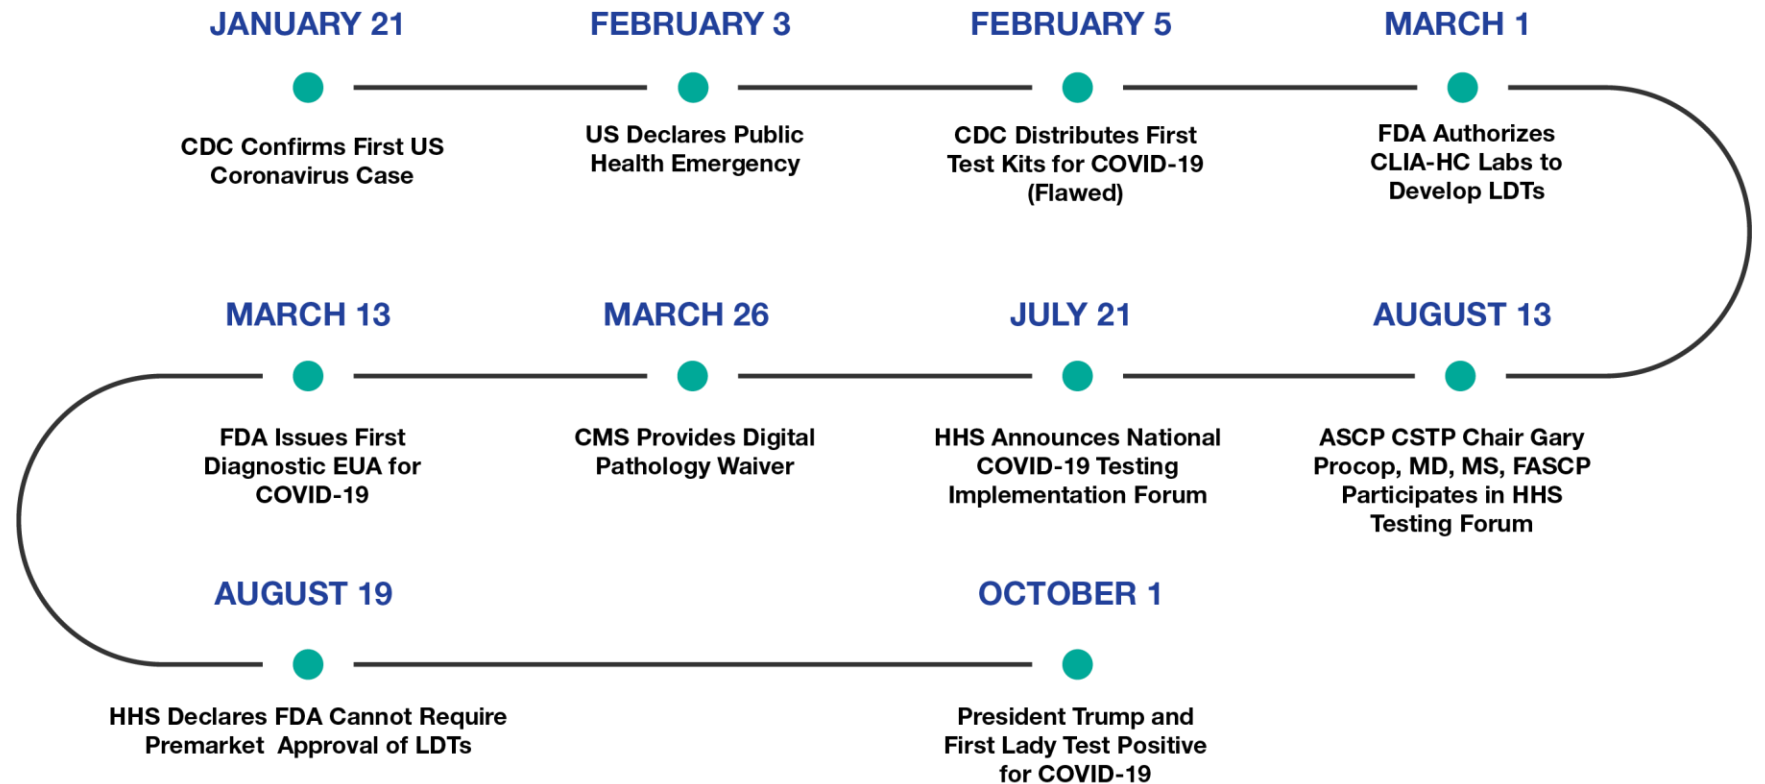 JANUARY 21
CDC Confirms First US
Coronavirus Case
FEBRUARY 3
US Declares Public
Health Emergency
FEBRUARY 5
CDC Distributes First
Test Kits for COVID-19
(Flawed)
MARCH 1
FDA Authorizes
CLIA-HC Labs to
Develop LDTs
MARCH 13
FDA Issues First
Diagnostic EUA for
COVID-19
MARCH 26
CMS Provides Digital
Pathology Waiver
JULY 21
HHS Announces National
COVID-19 Testing
Implementation Forum
AUGUST 13
ASCP CSTP Chair Gary
Procop, MD, MS, FASCP
Participates in HHS
Testing Forum
AUGUST 19
HHS Declares FDA Cannot Require
Premarket Approval of LDTs
OCTOBER 1
President Trump and
First Lady Test Positive
for COVID-19